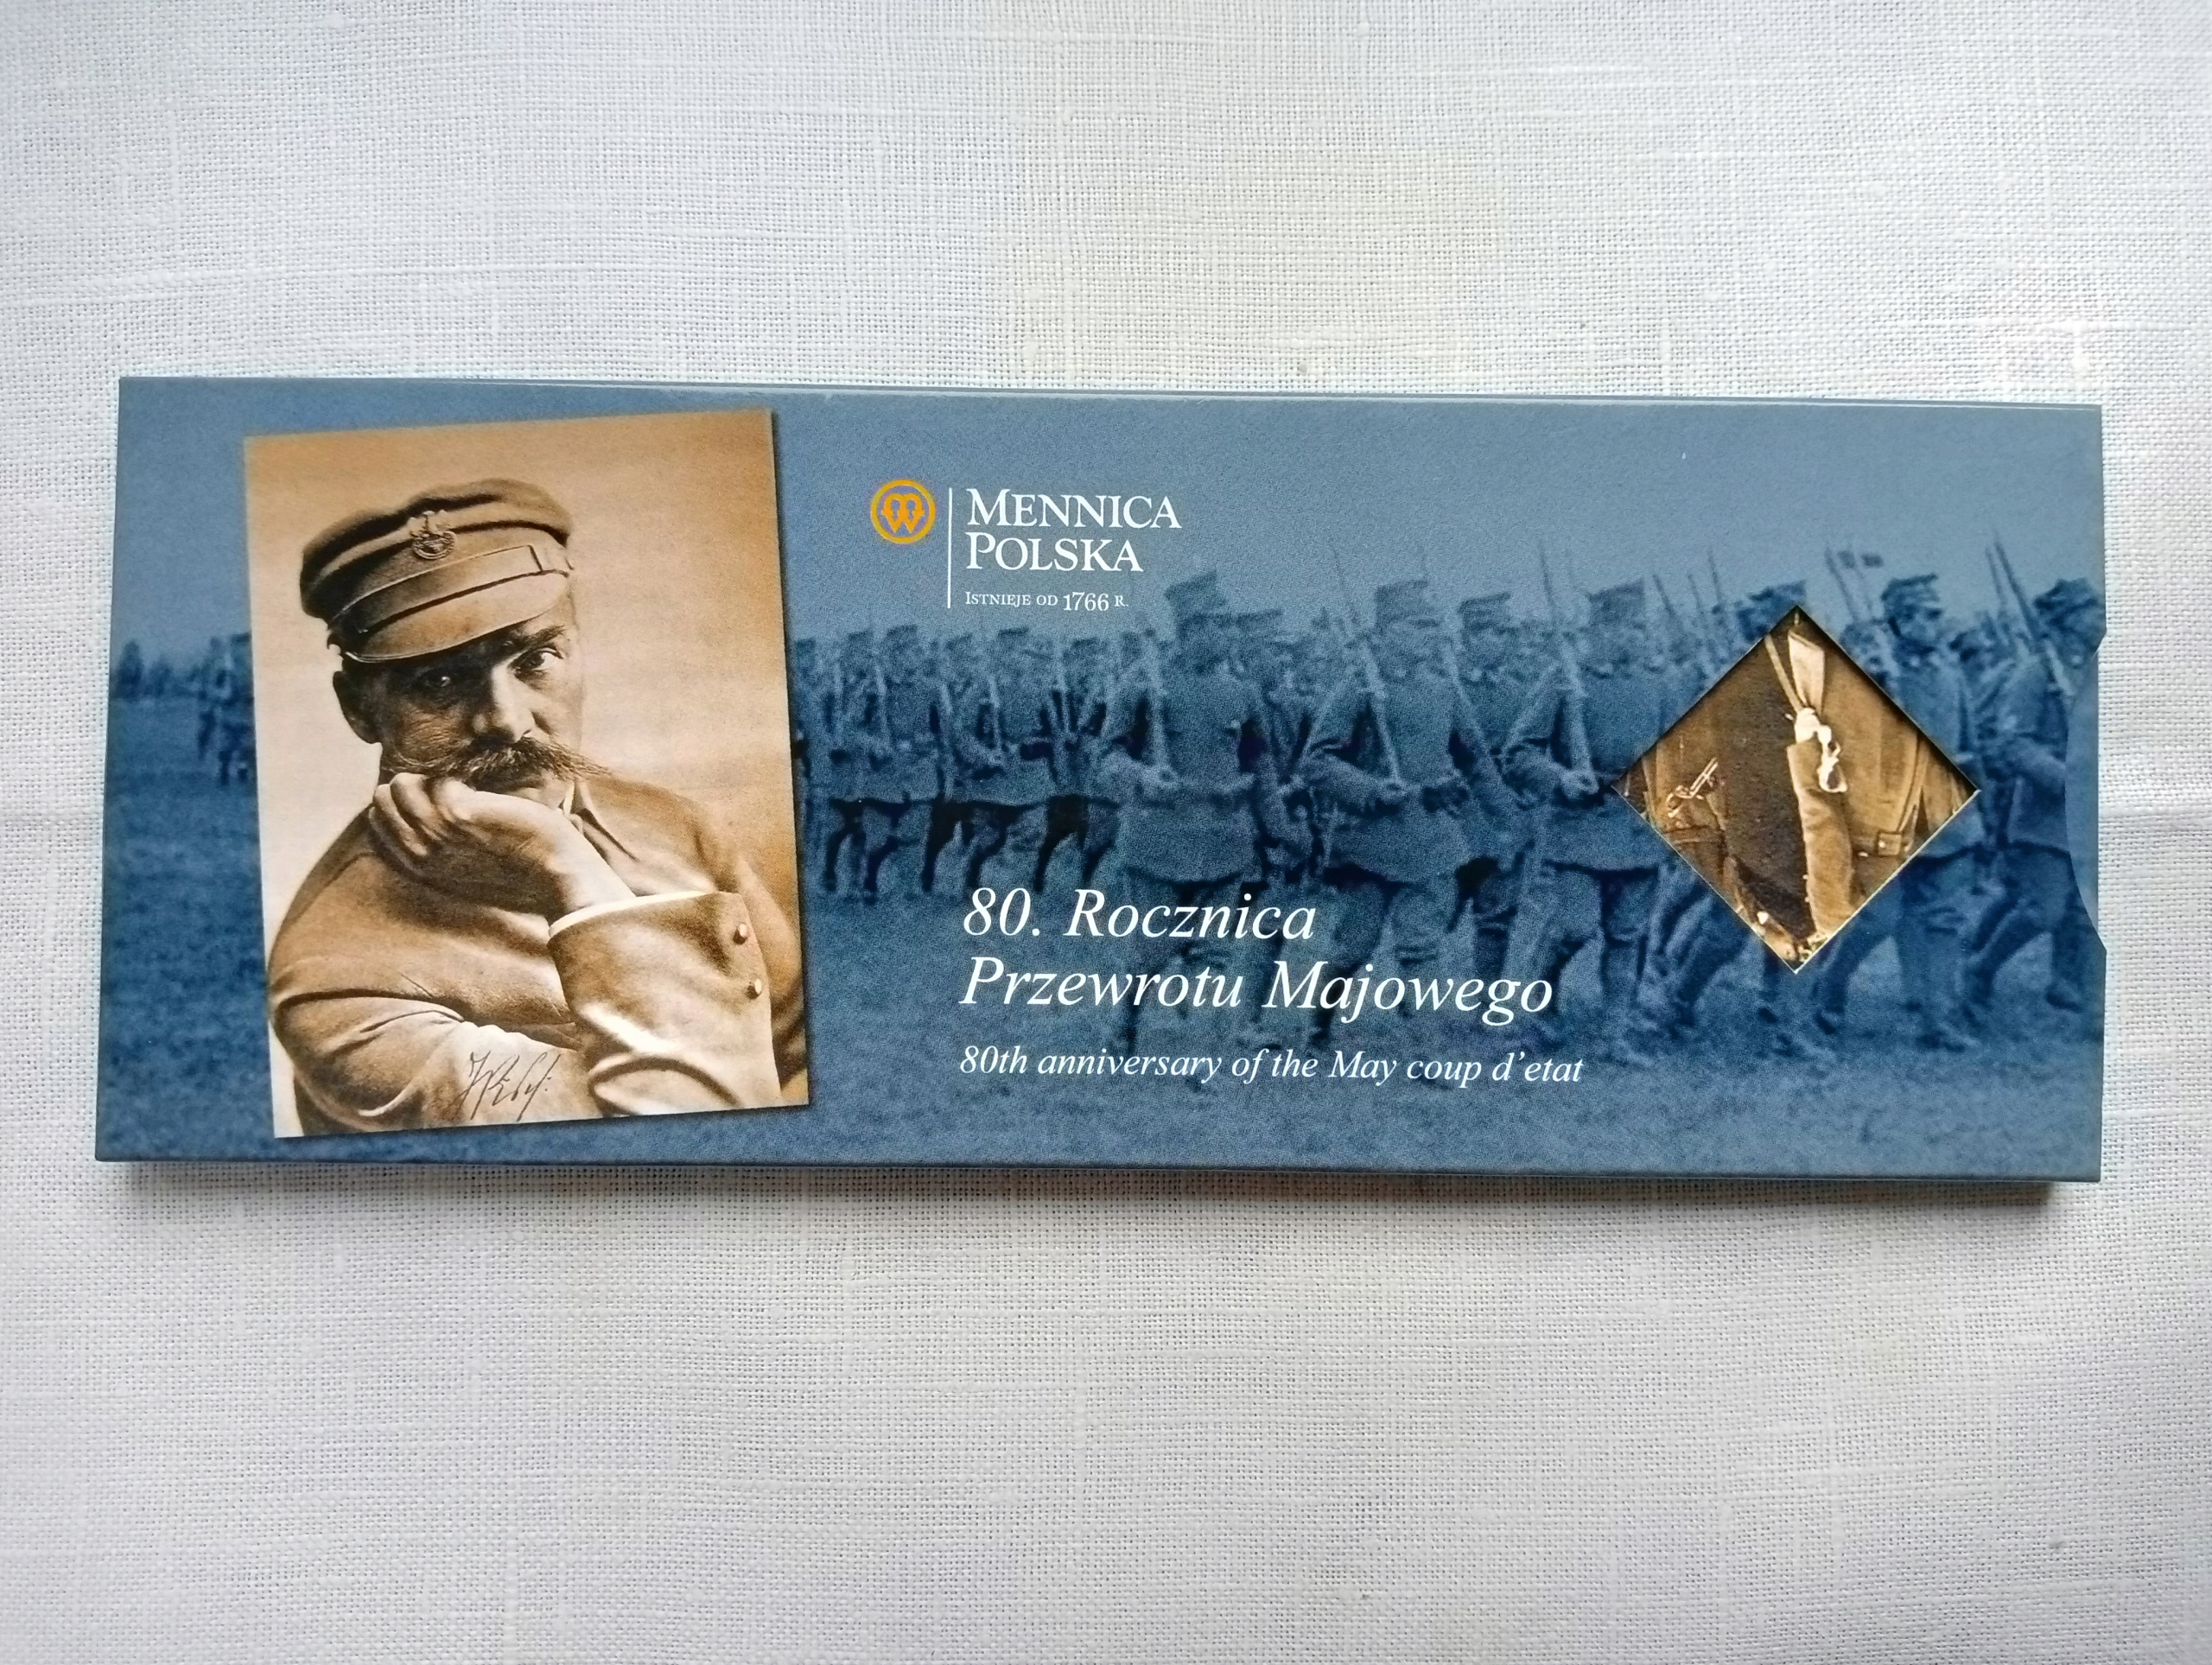 MENNICA
POLSKA
ISTNIEJE OD 1766 R.
80. Rocznica
Przewrotu Majowego
80th anniversary of the May coup d'etat